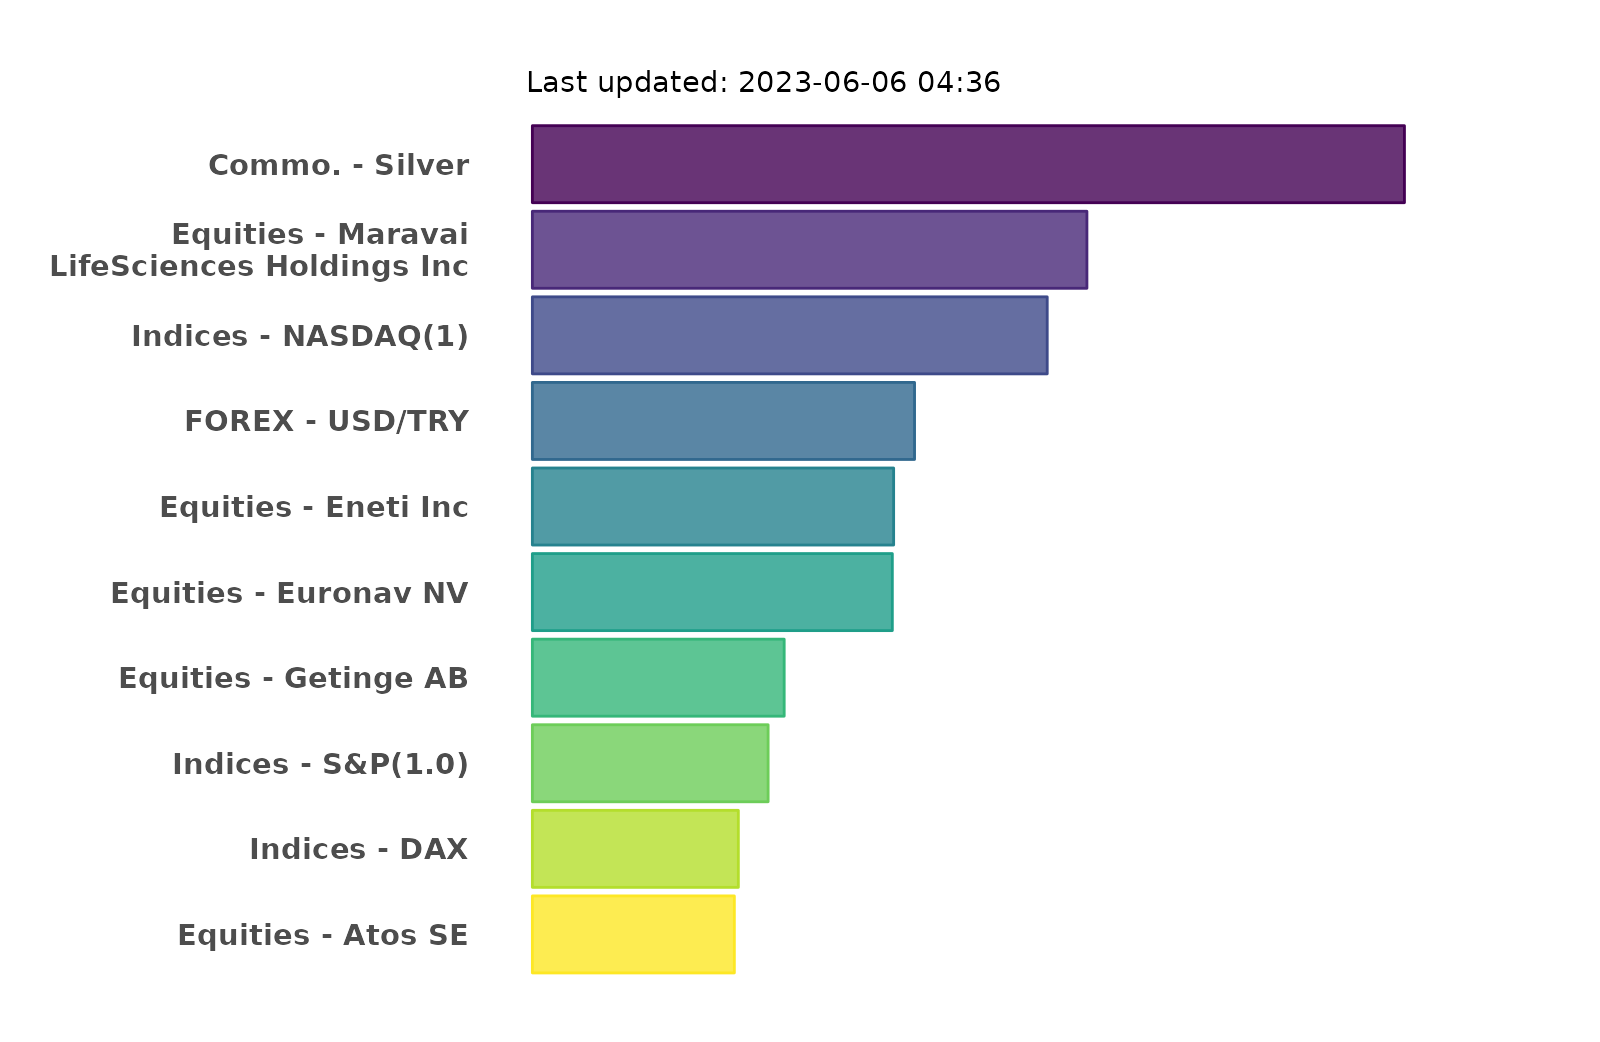 Last updated: 2023-06-06 04:36
Commo. - Silver
Equities - Maravai
LifeSciences Holdings Inc
Indices - NASDAQ(1)
FOREX - USD/TRY
Equities - Eneti Inc
Equities - Euronav NV
Equities - Getinge AB
Indices - S&P(1.0)
Indices - DAX
Equities - Atos SE